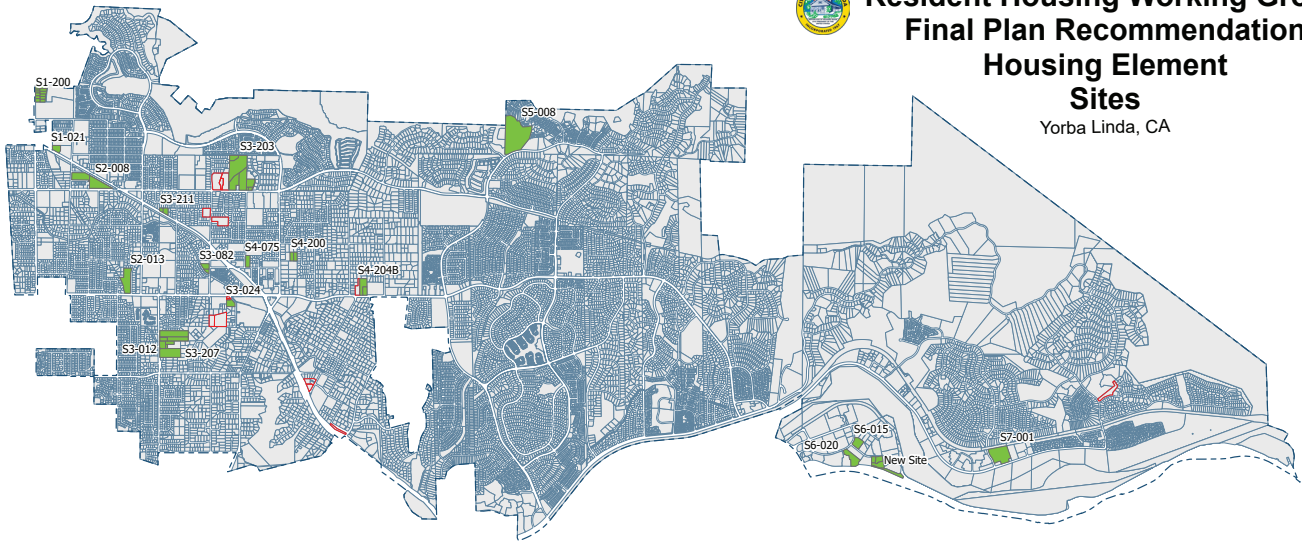 Resident Housing Working Gro
Final Plan Recommendation
Housing Element
Sites
Yorba Linda, CA
S1-200
S1-021
S2-008
S3-203
S5-008
S3-211
S2-013
S3-082
S4-075
S4-200
S4-204B
S3-024
S3-012
S3-207
S6-015
S6-020
New Site
S7-001